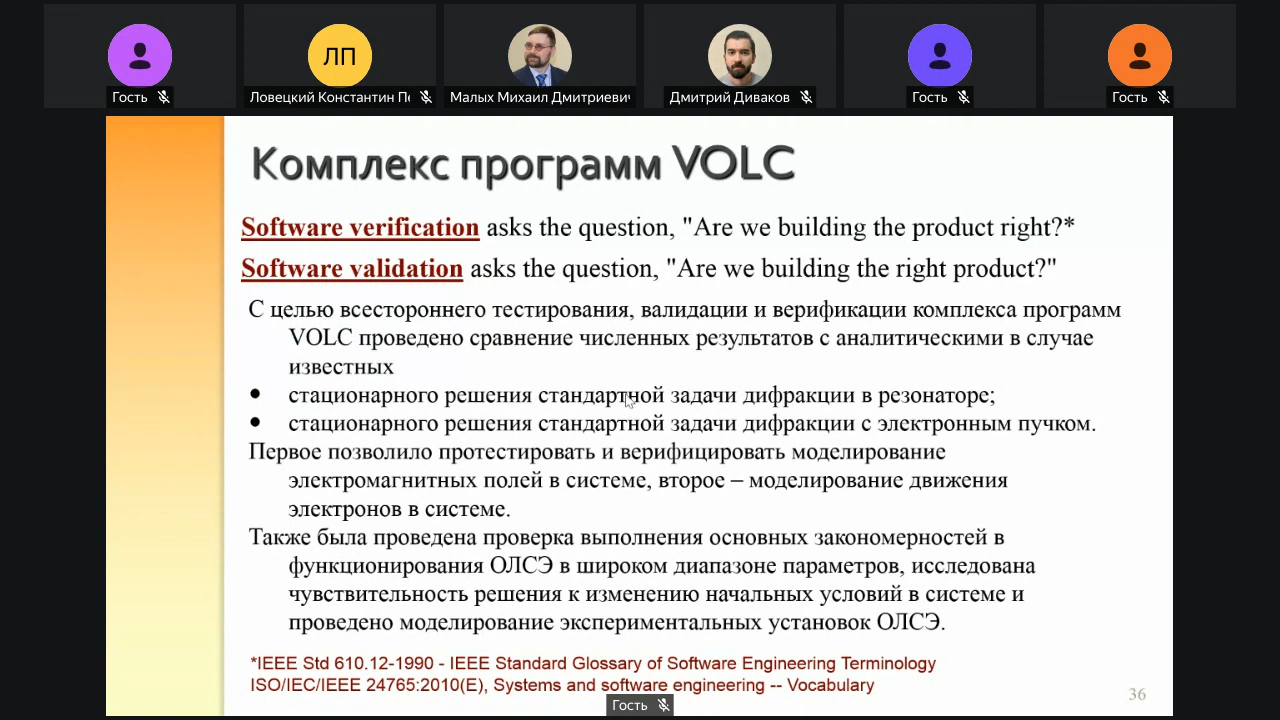 ЛП
Гость
Ловецкий Константин Пе
Малых Михаил Дмитриевич
Дмитрий Диваков
Гость
Гость
Комплекс программ VOLC
Software verification asks the question, "Are we building the product right?*
Software validation asks the question, "Are we building the right product?"
С целью всестороннего тестирования, валидации и верификации комплекса программ
VOLC проведено сравнение численных результатов с аналитическими в случае
известных
• стационарного решения стандартной задачи дифракции в резонаторе;
• стационарного решения стандартной задачи дифракции с электронным пучком.
Первое позволило протестировать и верифицировать моделирование
электромагнитных полей в системе, второе – моделирование движения
электронов в системе.
Также была проведена проверка выполнения основных закономерностей в
функционирования ОЛСЭ в широком диапазоне параметров, исследована
чувствительность решения к изменению начальных условий в системе и
проведено моделирование экспериментальных установок ОЛСЭ.
*IEEE Std 610.12-1990 - IEEE Standard Glossary of Software Engineering Terminology
ISO/IEC/IEEE 24765:2010(E), Systems and software engineering -- Vocabulary
36
Гость